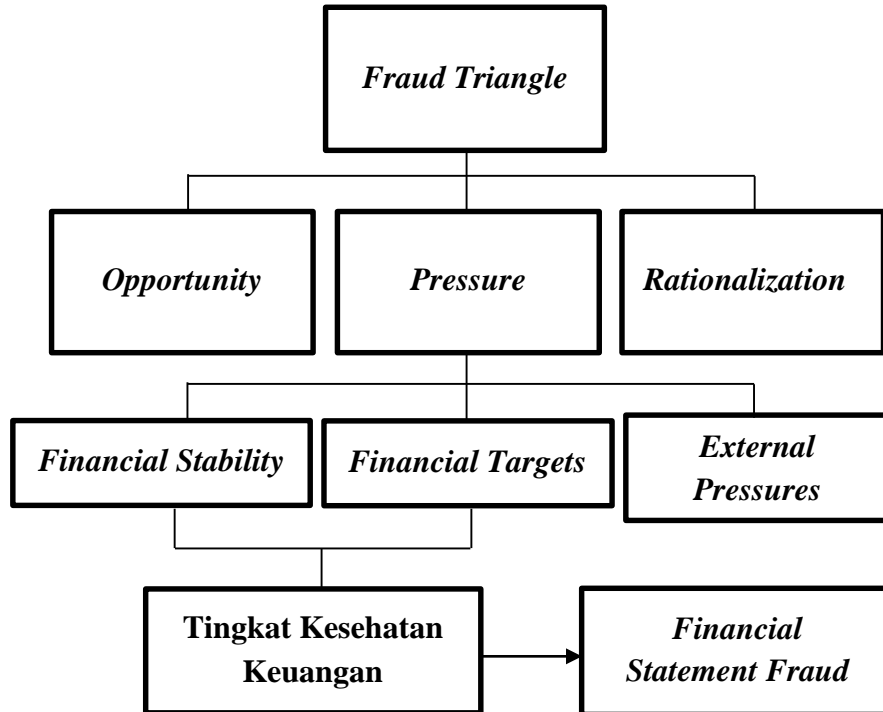 Fraud Triangle
Opportunity
Pressure
Rationalization
Financial Stability
Financial Targets
External
Pressures
Tingkat Kesehatan
Keuangan
Financial
Statement Fraud